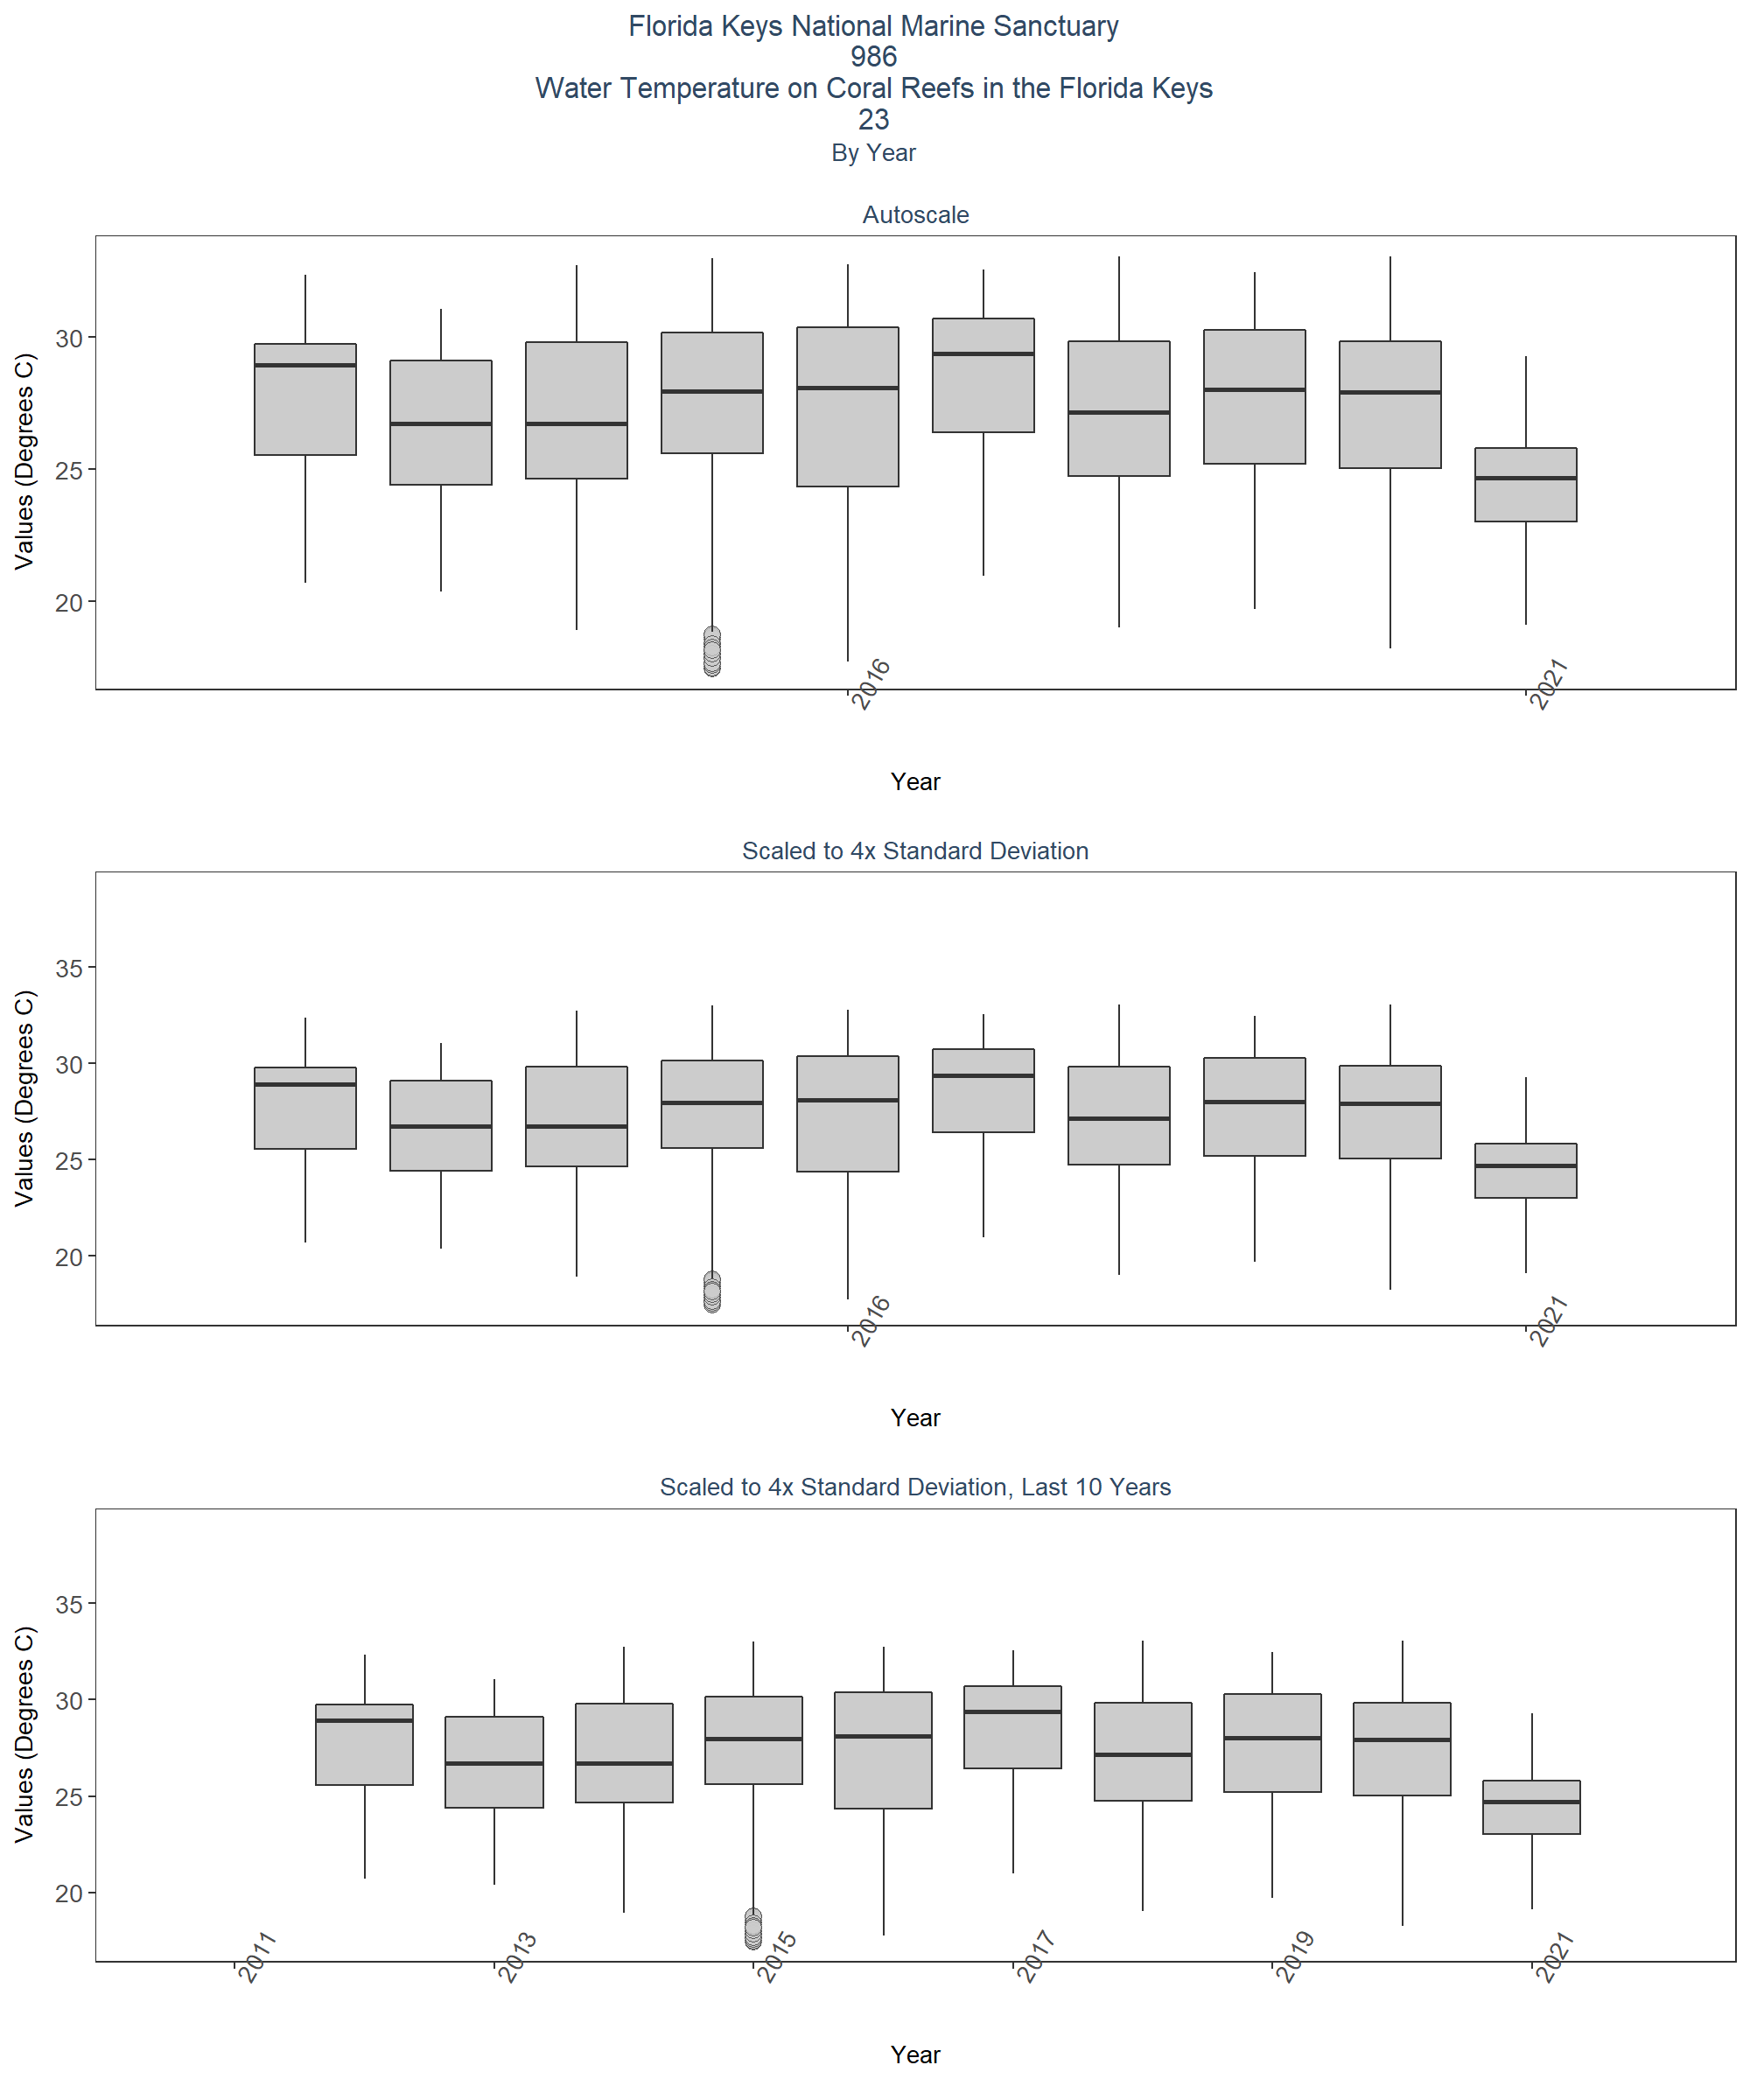 Florida Keys National Marine Sanctuary
986
Water Temperature on Coral Reefs in the Florida Keys
23
By Year
Autoscale
Values (Degrees C)
30
25
20
2016
2021
Year
Scaled to 4x Standard Deviation
Values (Degrees C)
35
30
25
20
2016
2021
Year
Scaled to 4x Standard Deviation, Last 10 Years
Values (Degrees C)
35
30
25
20
2011
2013
2015
2017
2019
2021
Year